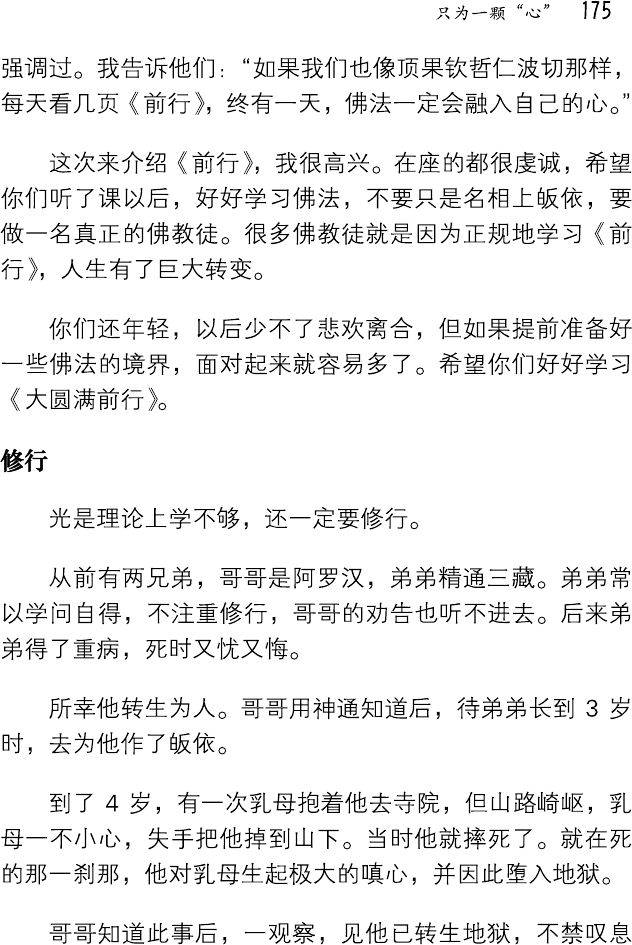 只为一颗“心” 175
强调过。我告诉他们：“如果我们也像顶果钦哲仁波切那样，
每天看几页《前行》，终有一天，佛法一定会融入自己的心。”
这次来介绍《前行》，我很高兴。在座的都很虔诚，希望
你们听了课以后，好好学习佛法，不要只是名相上皈依，要
做一名真正的佛教徒。很多佛教徒就是因为正规地学习《前
行》，人生有了巨大转变。
你们还年轻，以后少不了悲欢离合，但如果提前准备好
一些佛法的境界，面对起来就容易多了。希望你们好好学习
《大圆满前行》。
修行
光是理论上学不够，还一定要修行。
从前有两兄弟，哥哥是阿罗汉，弟弟精通三藏。弟弟常
以学问自得，不注重修行，哥哥的劝告也听不进去。后来弟
弟得了重病，死时又忧又悔。
所幸他转生为人。哥哥用神通知道后，待弟弟长到 3 岁
时，去为他作了皈依。
到了 4 岁，有一次乳母抱着他去寺院，但山路崎岖，乳
母一不小心，失手把他掉到山下。当时他就摔死了。就在死
的那一刹那，他对乳母生起极大的嗔心，并因此堕入地狱。
哥哥知道此事后，一观察，见他已转生地狱，不禁叹息